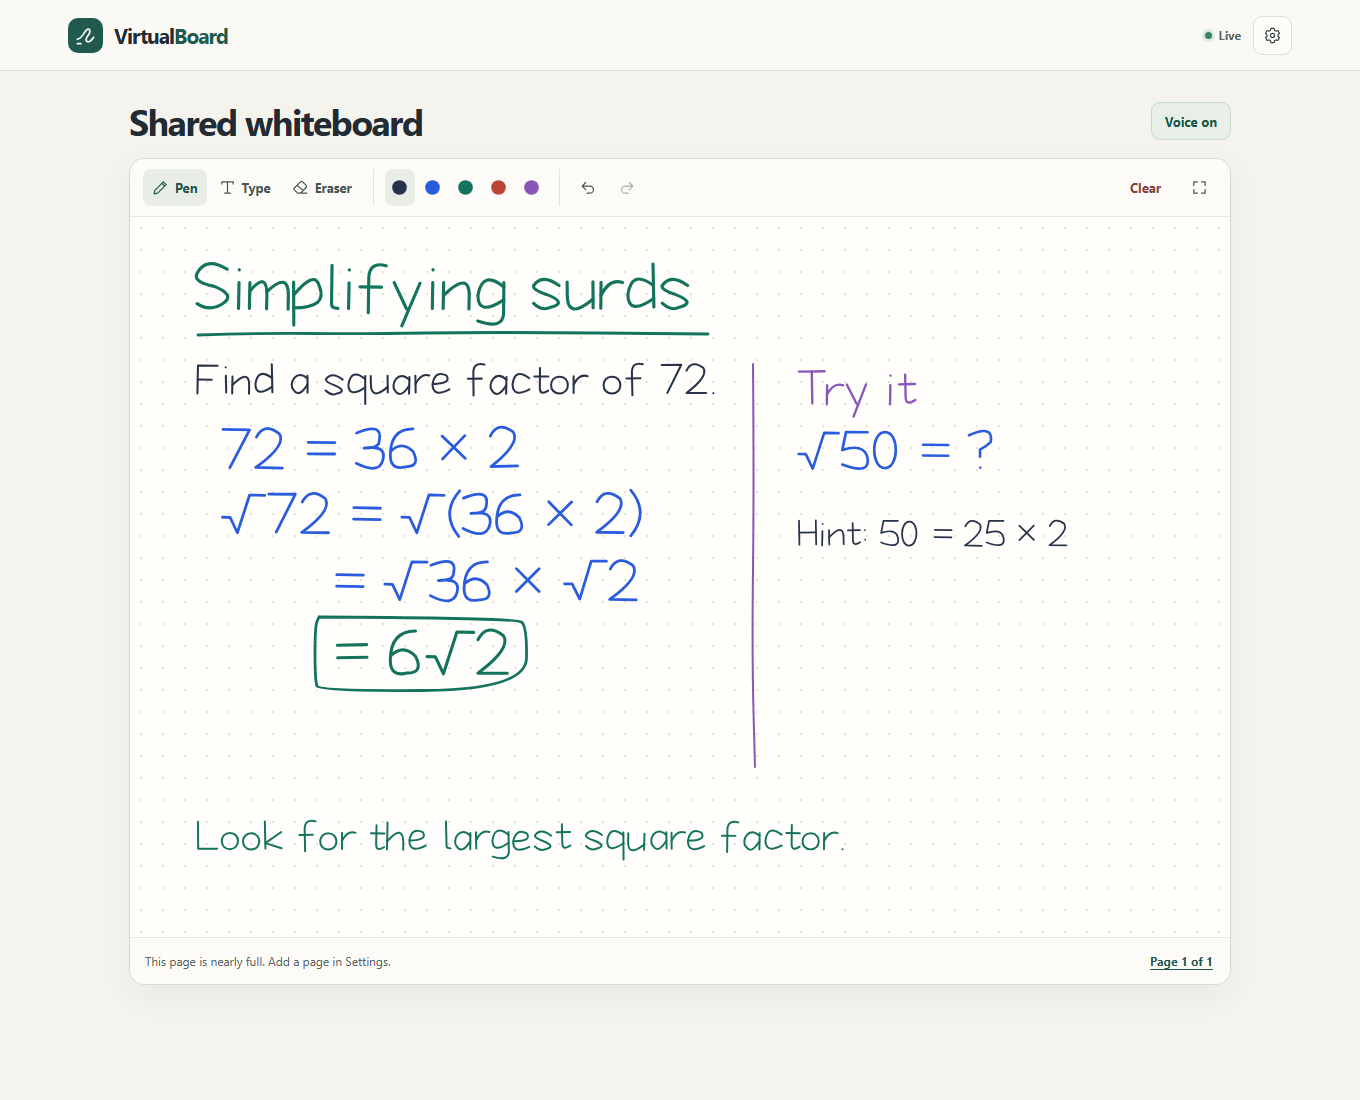 VirtualBoard
Live
Shared whiteboard
Voice on
Pen Type Eraser
Clear
Simplifying surds
Find a square factor of 72.
72 = 36 × 2
√72 = √(36 × 2)
= √36 × √2
= 6√2
Try it
√50 = ?
Hint: 50 = 25 × 2
Look for the largest square factor.
This page is nearly full. Add a page in Settings.
Page 1 of 1